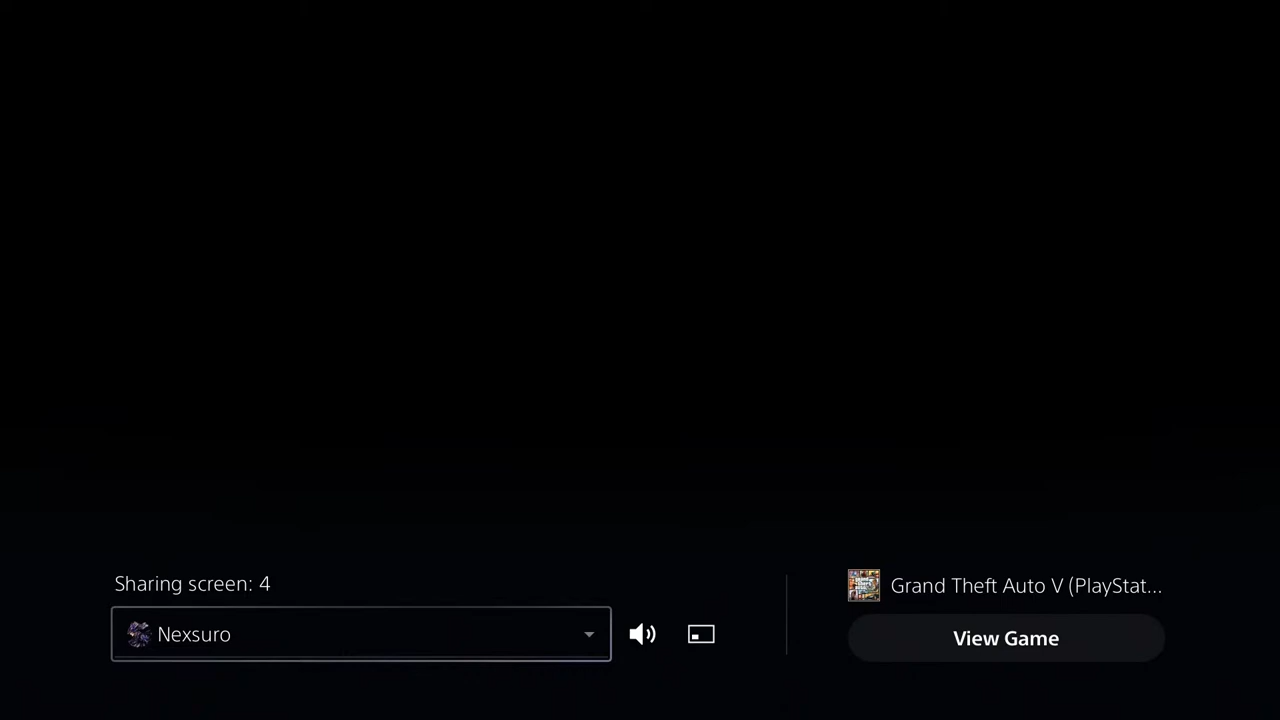 Sharing screen: 4
Nexsuro
Grand Theft Auto V (PlayStat...
View Game